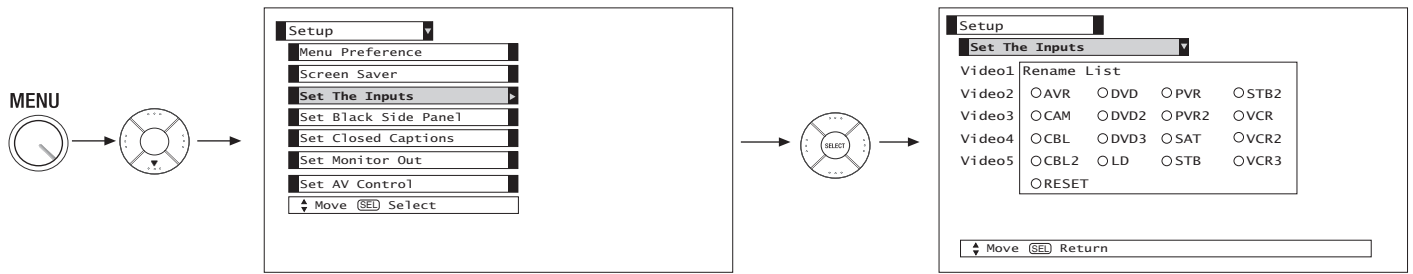 MENU
Setup
Menu Preference
Screen Saver
Set The Inputs
Set Black Side Panel
Set Closed Captions
Set Monitor Out
Set AV Control
Move SEL Select
SELECT
Setup
Set The Inputs
Video1 Rename List
Video2 AVR DVD PVR STB2
Video3 CAM DVD2 PVR2 VCR
Video4 CBL DVD3 SAT VCR2
Video5 CBL2 LD STB VCR3
RESET
Move SEL Return